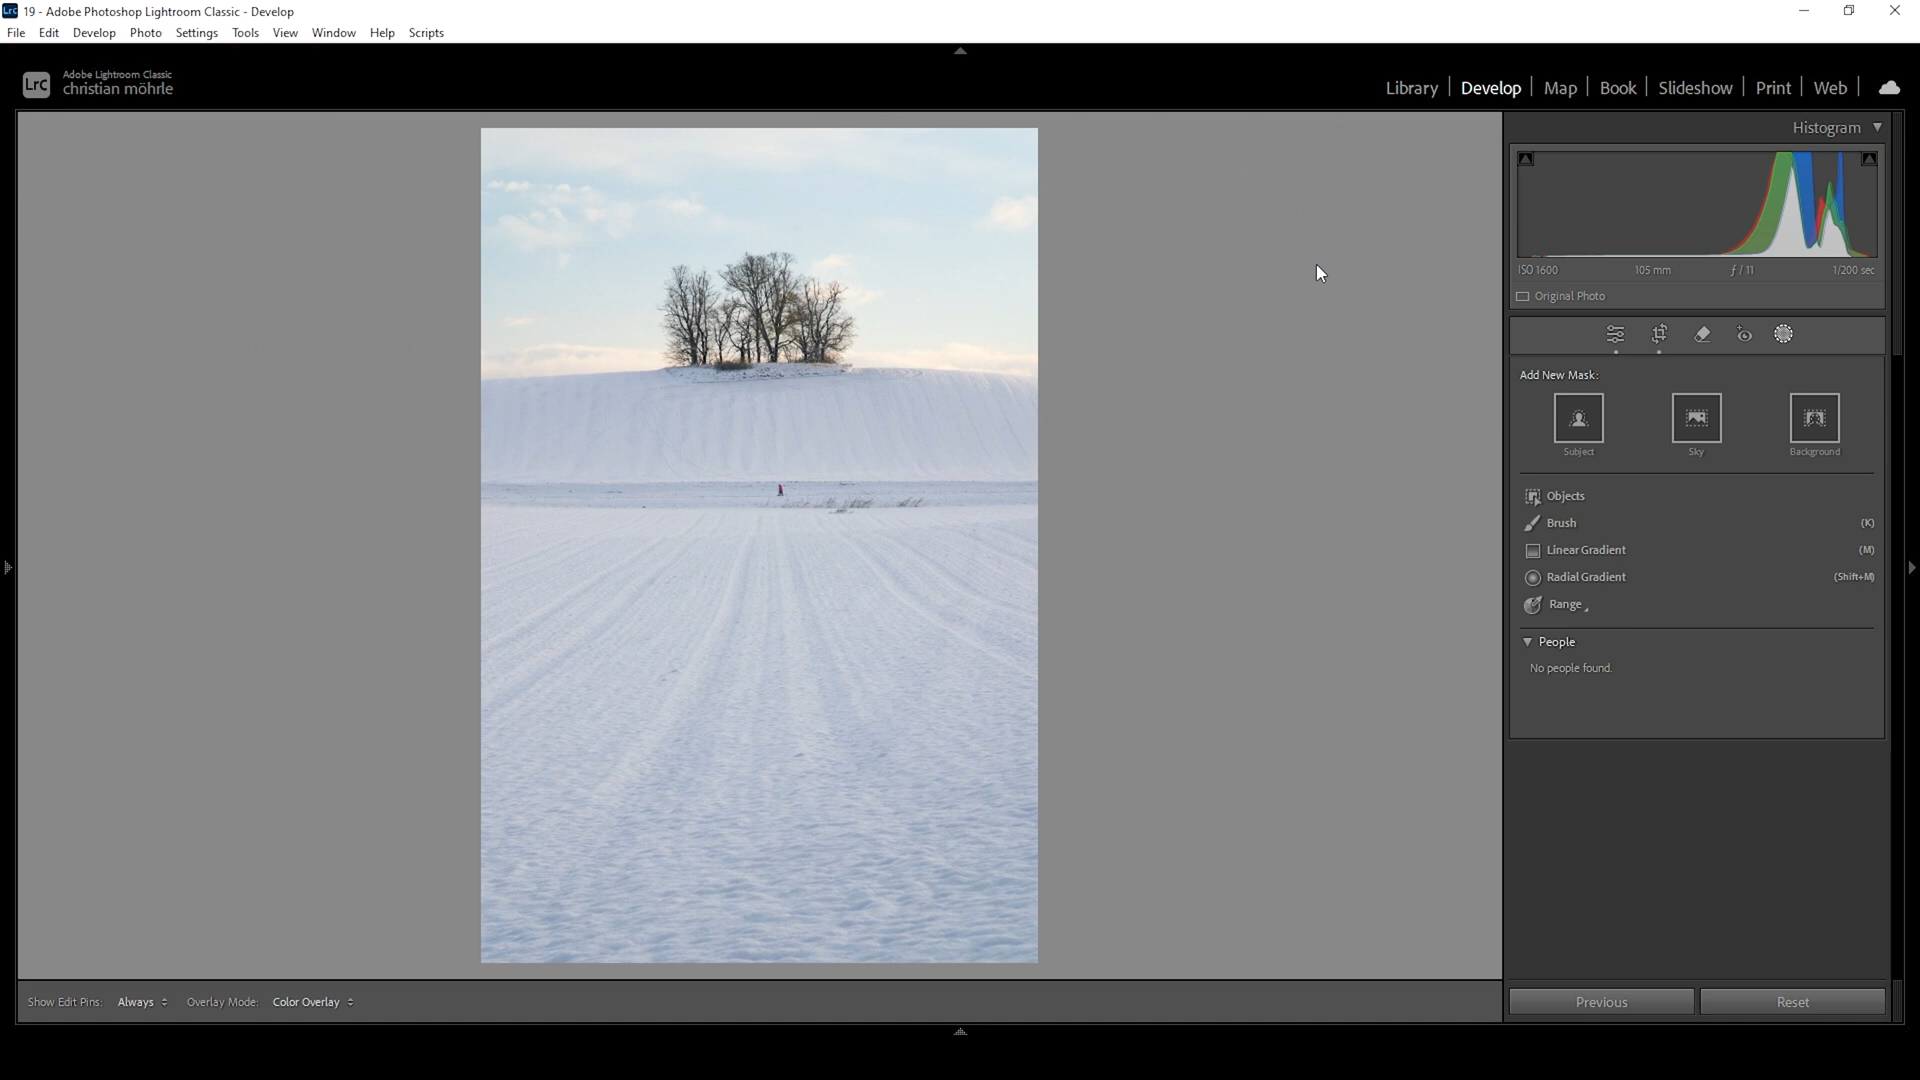 Lrc 19 - Adobe Photoshop Lightroom Classic - Develop
File Edit Develop Photo Settings Tools View Window Help Scripts
LrC
Adobe Lightroom Classic
christian möhrle
Library Develop Map Book Slideshow Print Web
Histogram
ISO 1600 105 mm ƒ / 11 1/200 sec
Original Photo
Add New Mask:
Subject Sky Background
Objects
Brush (K)
Linear Gradient (M)
Radial Gradient (Shift+M)
Range
People
No people found.
Show Edit Pins: Always Overlay Mode: Color Overlay
Previous Reset